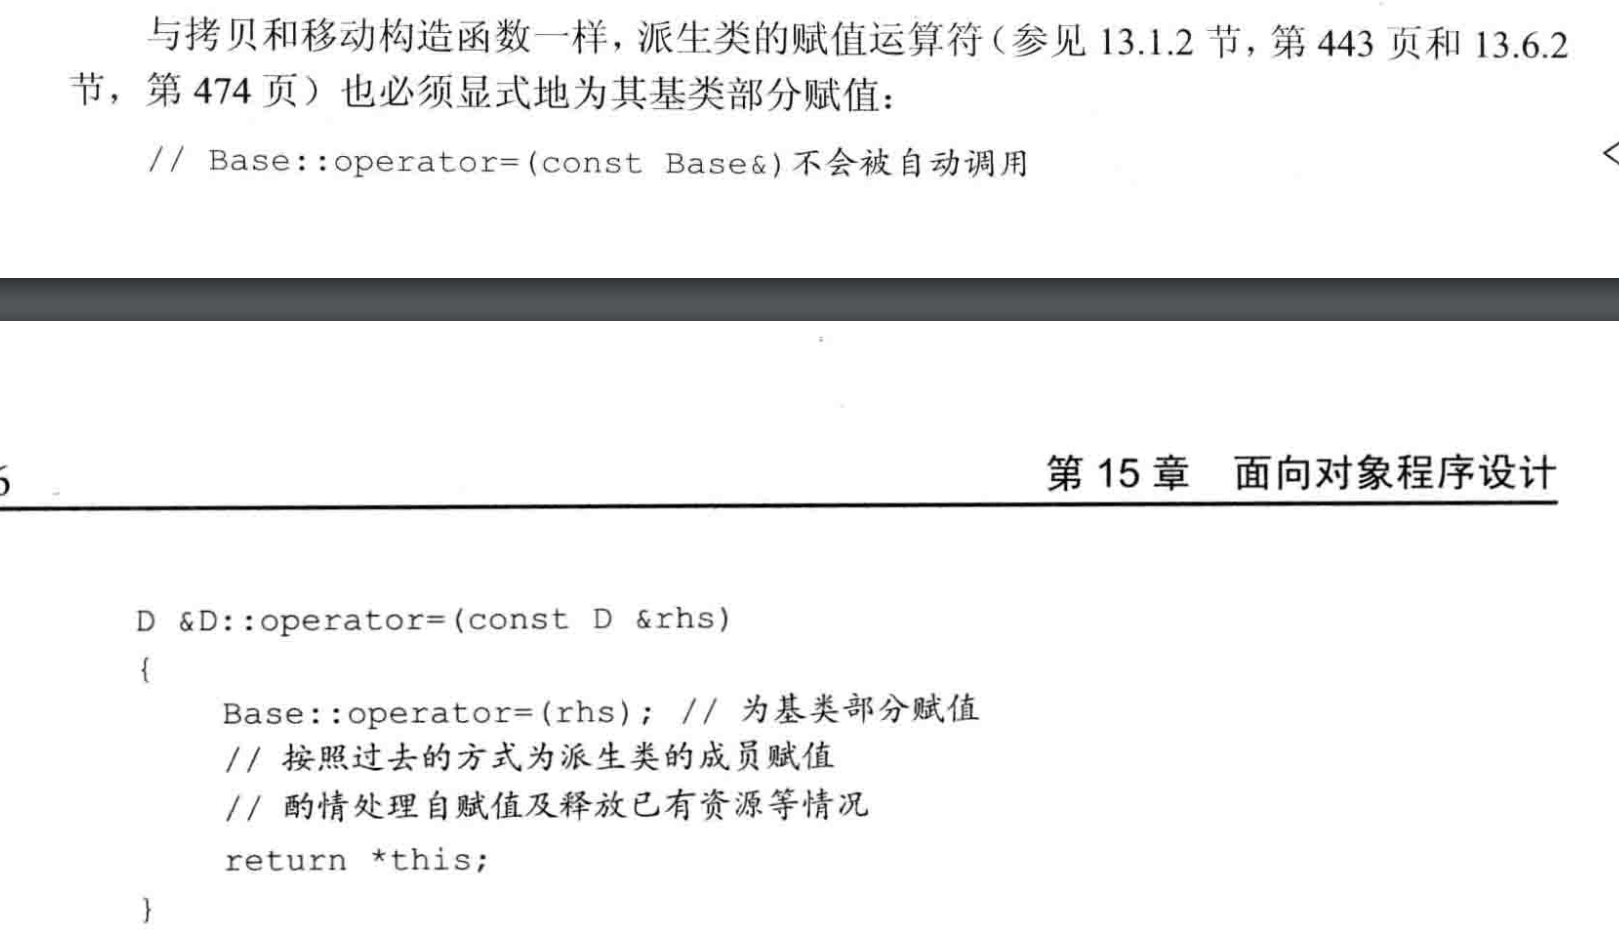 与拷贝和移动构造函数一样，派生类的赋值运算符（参见 13.1.2 节，第 443 页和 13.6.2
节，第 474 页）也必须显式地为其基类部分赋值：
// Base::operator=(const Base&)不会被自动调用
第 15 章 面向对象程序设计
D &D::operator=(const D &rhs)
{
Base::operator=(rhs); // 为基类部分赋值
// 按照过去的方式为派生类的成员赋值
// 酌情处理自赋值及释放已有资源等情况
return *this;
}